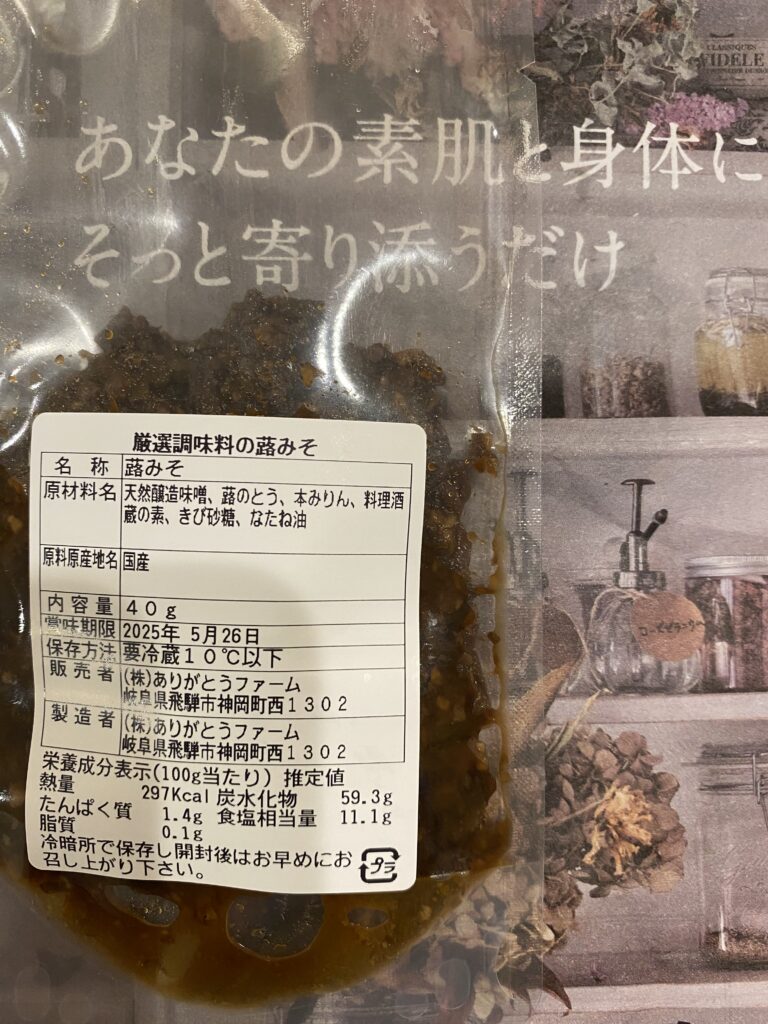 CLASSIQUES
VIDELE
あなたの素肌と身体に
そっと寄り添うだけ
厳選調味料の蕗みそ
名 称 蕗みそ
原材料名 天然醸造味噌、蕗のとう、本みりん、料理酒
蔵の素、きび砂糖、なたね油
原料原産地名 国産
内容量 40g
賞味期限 2025年 5月26日
保存方法 要冷蔵10℃以下
販売者 (株)ありがとうファーム
岐阜県飛騨市神岡町西1302
製造者 (株)ありがとうファーム
岐阜県飛騨市神岡町西1302
栄養成分表示(100g当たり) 推定値
熱量 297Kcal 炭水化物 59.3g
たんぱく質 1.4g 食塩相当量 11.1g
脂質 0.1g
冷暗所で保存し開封後はお早めにお
召し上がり下さい。
プラ